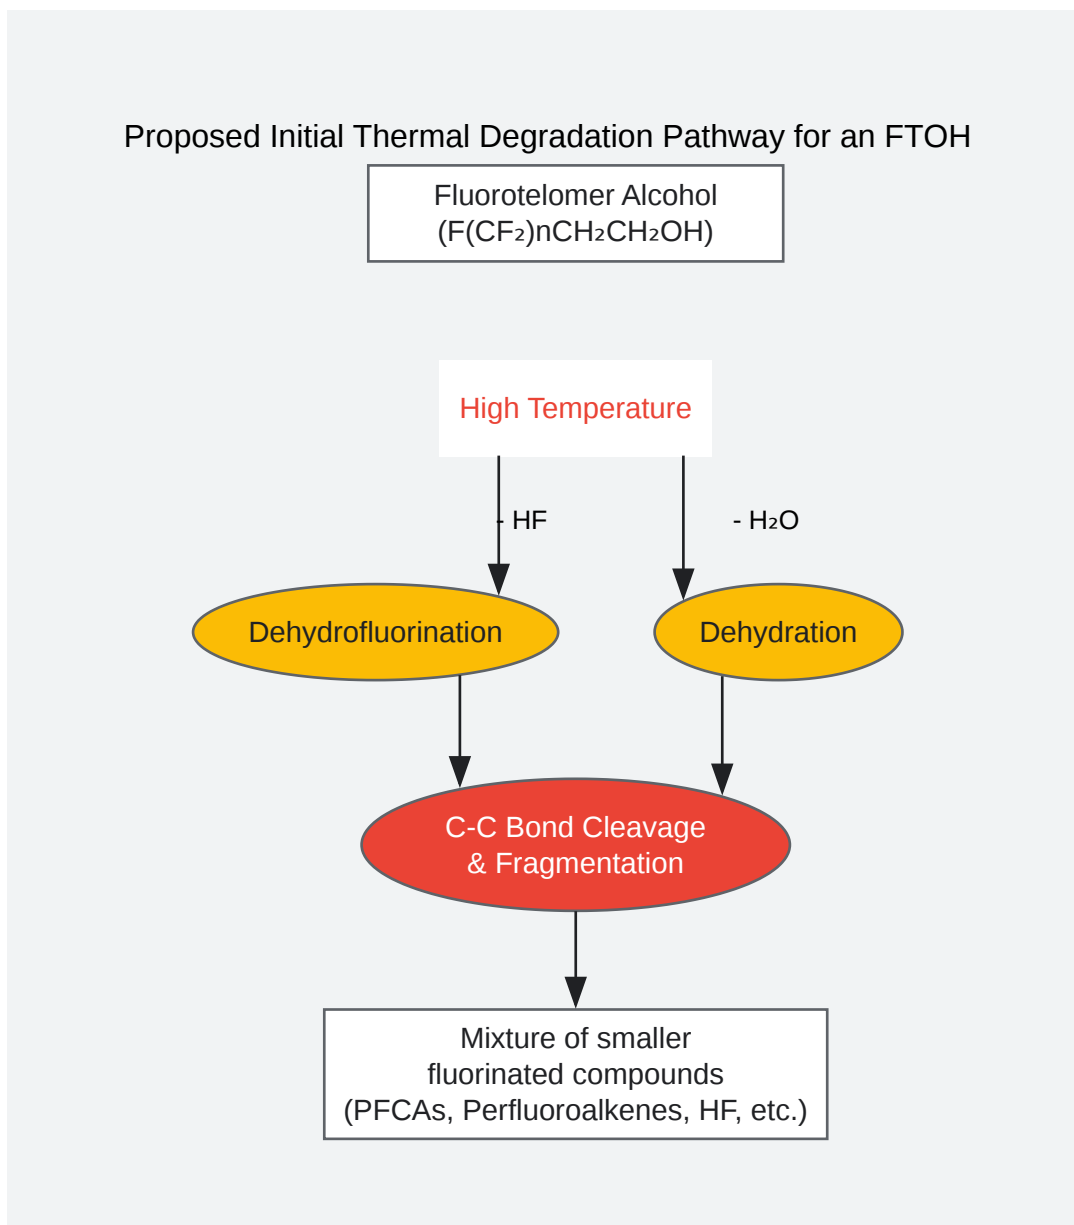 Proposed Initial Thermal Degradation Pathway for an FTOH
Fluorotelomer Alcohol
(F(CF₂)nCH₂CH₂OH)
High Temperature
- HF
- H₂O
Dehydrofluorination
Dehydration
C-C Bond Cleavage
& Fragmentation
Mixture of smaller
fluorinated compounds
(PFCAs, Perfluoroalkenes, HF, etc.)